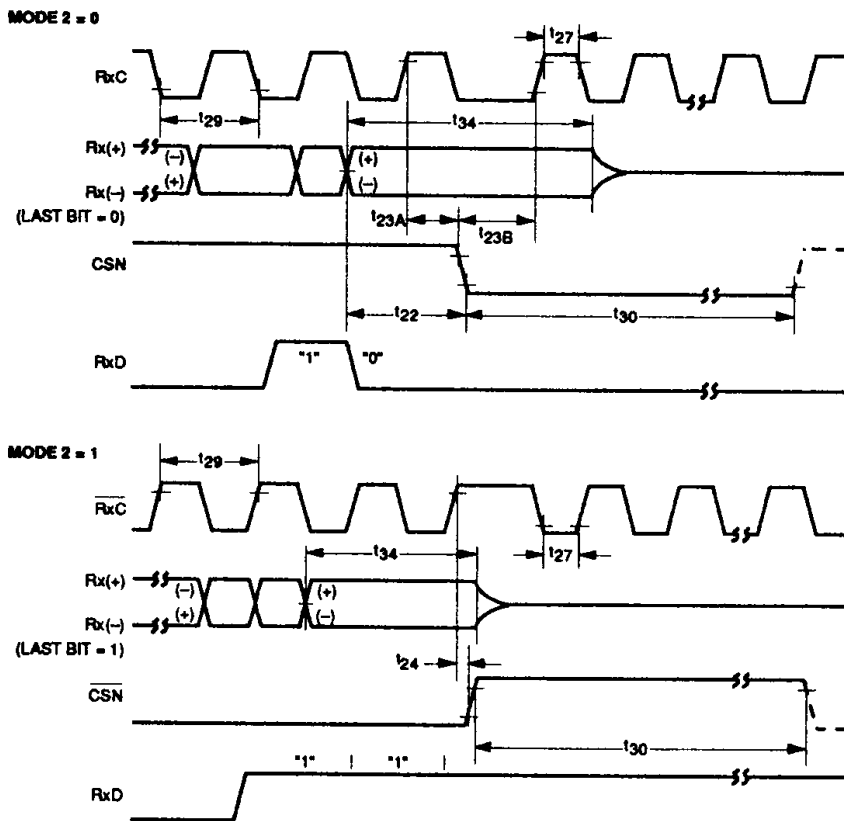 MODE 2 = 0
RxC
t27
t29
t34
Rx(+)
(–) (+)
(+) (–)
Rx(–)
(LAST BIT = 0)
t23A
t23B
CSN
t22
t30
RxD
"1" "0"
MODE 2 = 1
t29
RxC
t34
t27
Rx(+)
(–) (+)
(+) (–)
Rx(–)
(LAST BIT = 1)
t24
CSN
t30
"1" "1"
RxD